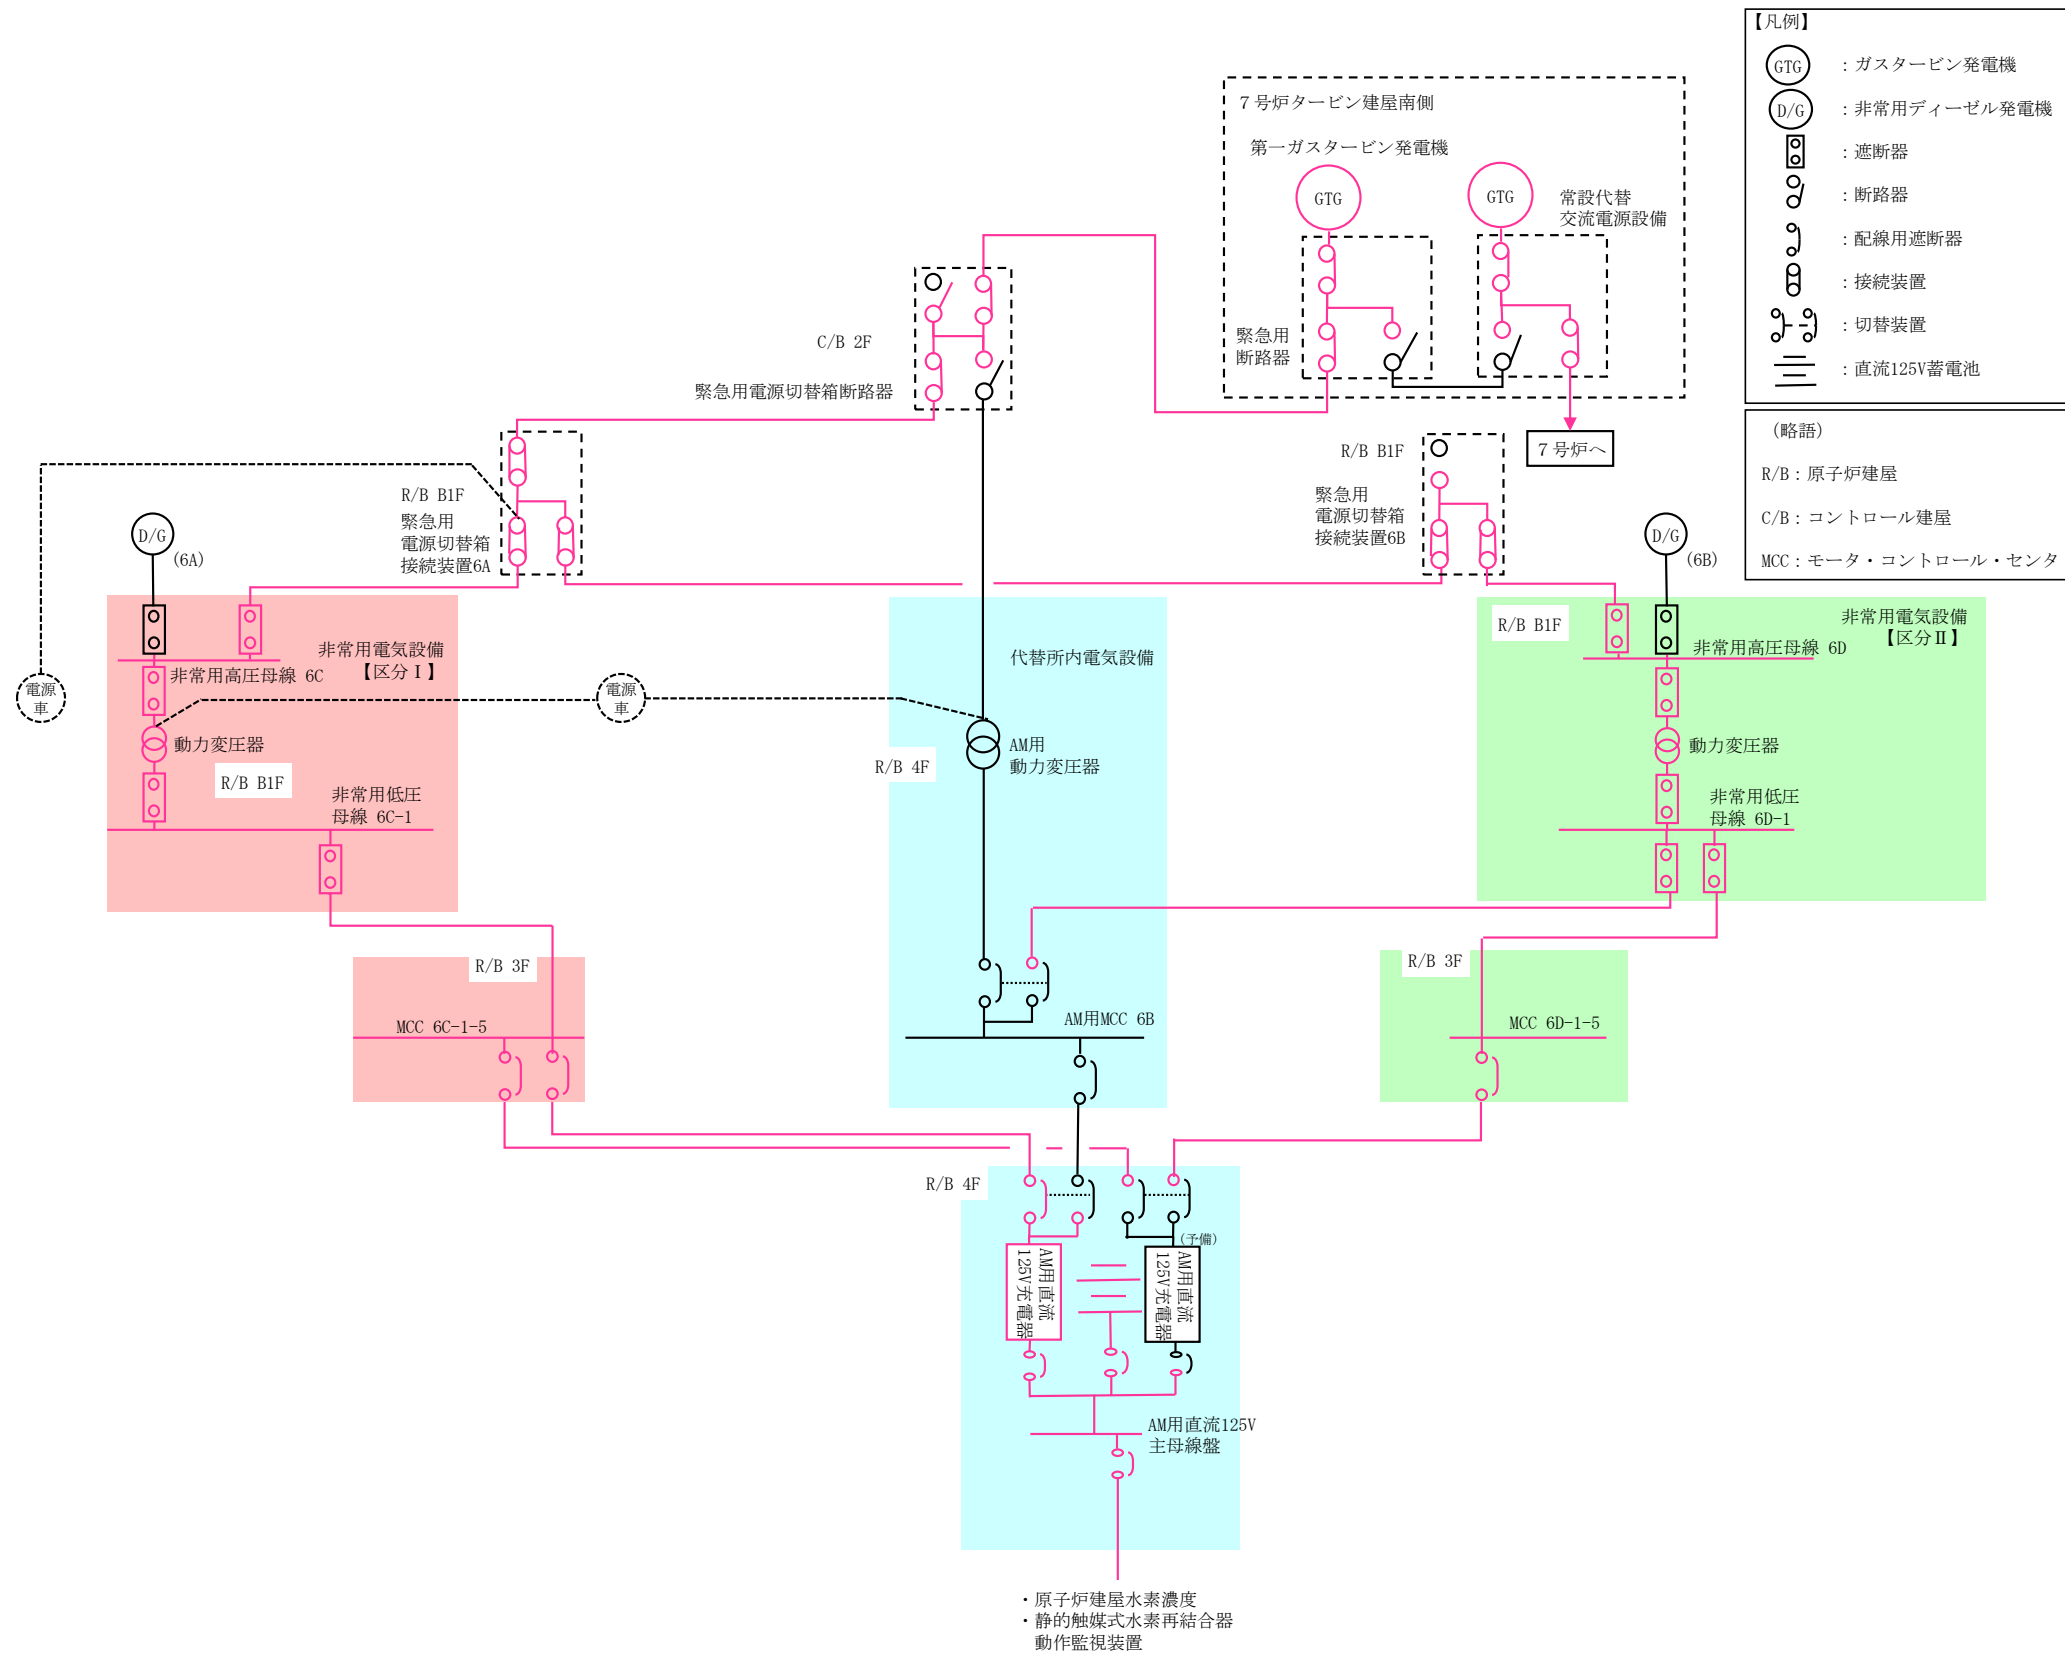 【凡例】
GTG
：ガスタービン発電機
D/G
：非常用ディーゼル発電機
：遮断器
：断路器
：配線用遮断器
：接続装置
：切替装置
：直流125V蓄電池
（略語）
R/B：原子炉建屋
C/B：コントロール建屋
MCC：モータ・コントロール・センタ
７号炉タービン建屋南側
第一ガスタービン発電機
GTG
GTG
常設代替
交流電源設備
緊急用
断路器
７号炉へ
C/B 2F
緊急用電源切替箱断路器
R/B B1F
緊急用
電源切替箱
接続装置6A
R/B B1F
緊急用
電源切替箱
接続装置6B
D/G
(6A)
D/G
(6B)
非常用電気設備
【区分Ⅰ】
非常用高圧母線 6C
電源
車
電源
車
動力変圧器
R/B B1F
非常用低圧
母線 6C-1
代替所内電気設備
R/B 4F
AM用
動力変圧器
R/B B1F
非常用電気設備
【区分Ⅱ】
非常用高圧母線 6D
動力変圧器
非常用低圧
母線 6D-1
R/B 3F
MCC 6C-1-5
AM用MCC 6B
R/B 3F
MCC 6D-1-5
R/B 4F
(予備)
AM用直流
125V充電器
AM用直流
125V充電器
AM用直流125V
主母線盤
・原子炉建屋水素濃度
・静的触媒式水素再結合器
動作監視装置